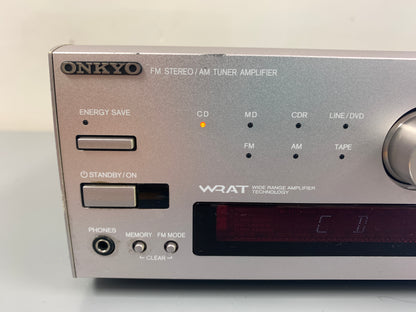 ONKYO FM STEREO / AM TUNER AMPLIFIER
ENERGY SAVE
CD MD CDR LINE/DVD
FM AM TAPE
STANDBY/ON
WRAT WIDE RANGE AMPLIFIER
TECHNOLOGY
C D
PHONES MEMORY FM MODE
CLEAR